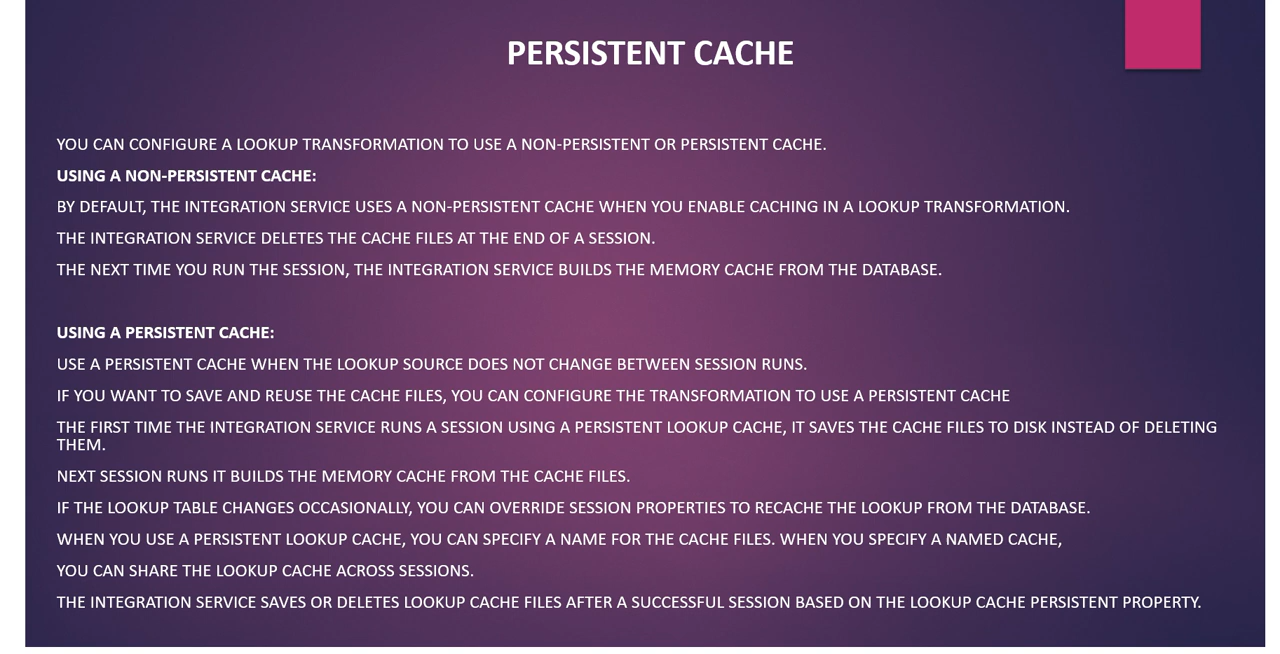 PERSISTENT CACHE
YOU CAN CONFIGURE A LOOKUP TRANSFORMATION TO USE A NON-PERSISTENT OR PERSISTENT CACHE.
USING A NON-PERSISTENT CACHE:
BY DEFAULT, THE INTEGRATION SERVICE USES A NON-PERSISTENT CACHE WHEN YOU ENABLE CACHING IN A LOOKUP TRANSFORMATION.
THE INTEGRATION SERVICE DELETES THE CACHE FILES AT THE END OF A SESSION.
THE NEXT TIME YOU RUN THE SESSION, THE INTEGRATION SERVICE BUILDS THE MEMORY CACHE FROM THE DATABASE.
USING A PERSISTENT CACHE:
USE A PERSISTENT CACHE WHEN THE LOOKUP SOURCE DOES NOT CHANGE BETWEEN SESSION RUNS.
IF YOU WANT TO SAVE AND REUSE THE CACHE FILES, YOU CAN CONFIGURE THE TRANSFORMATION TO USE A PERSISTENT CACHE
THE FIRST TIME THE INTEGRATION SERVICE RUNS A SESSION USING A PERSISTENT LOOKUP CACHE, IT SAVES THE CACHE FILES TO DISK INSTEAD OF DELETING
THEM.
NEXT SESSION RUNS IT BUILDS THE MEMORY CACHE FROM THE CACHE FILES.
IF THE LOOKUP TABLE CHANGES OCCASIONALLY, YOU CAN OVERRIDE SESSION PROPERTIES TO RECACHE THE LOOKUP FROM THE DATABASE.
WHEN YOU USE A PERSISTENT LOOKUP CACHE, YOU CAN SPECIFY A NAME FOR THE CACHE FILES. WHEN YOU SPECIFY A NAMED CACHE,
YOU CAN SHARE THE LOOKUP CACHE ACROSS SESSIONS.
THE INTEGRATION SERVICE SAVES OR DELETES LOOKUP CACHE FILES AFTER A SUCCESSFUL SESSION BASED ON THE LOOKUP CACHE PERSISTENT PROPERTY.